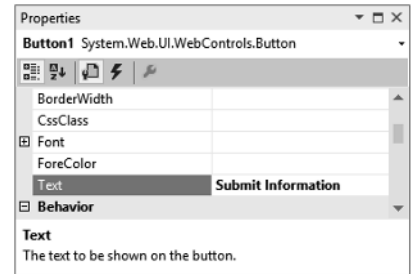 Properties
Button1 System.Web.UI.WebControls.Button
BorderWidth
CssClass
Font
ForeColor
Text Submit Information
Behavior
Text
The text to be shown on the button.